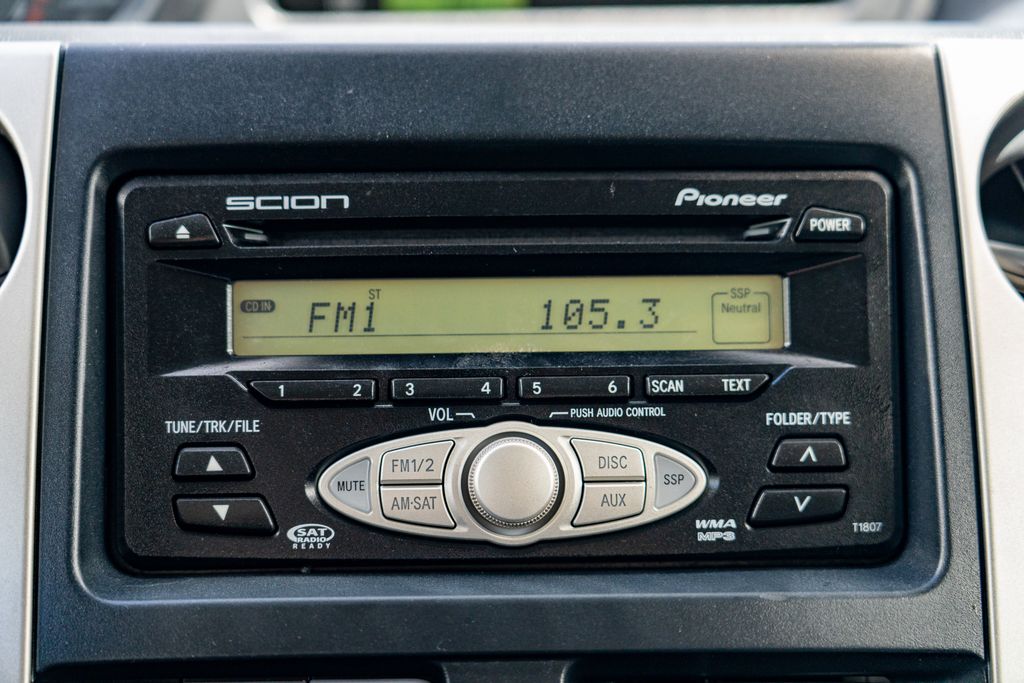 SCION
Pioneer
POWER
CD IN
ST
FM1
105.3
SSP
Neutral
1 2
3 4
5 6
SCAN TEXT
VOL
PUSH AUDIO CONTROL
TUNE/TRK/FILE
FOLDER/TYPE
MUTE
FM1/2
DISC
SSP
AM·SAT
AUX
SAT
RADIO
READY
WMA
MP3
T1807